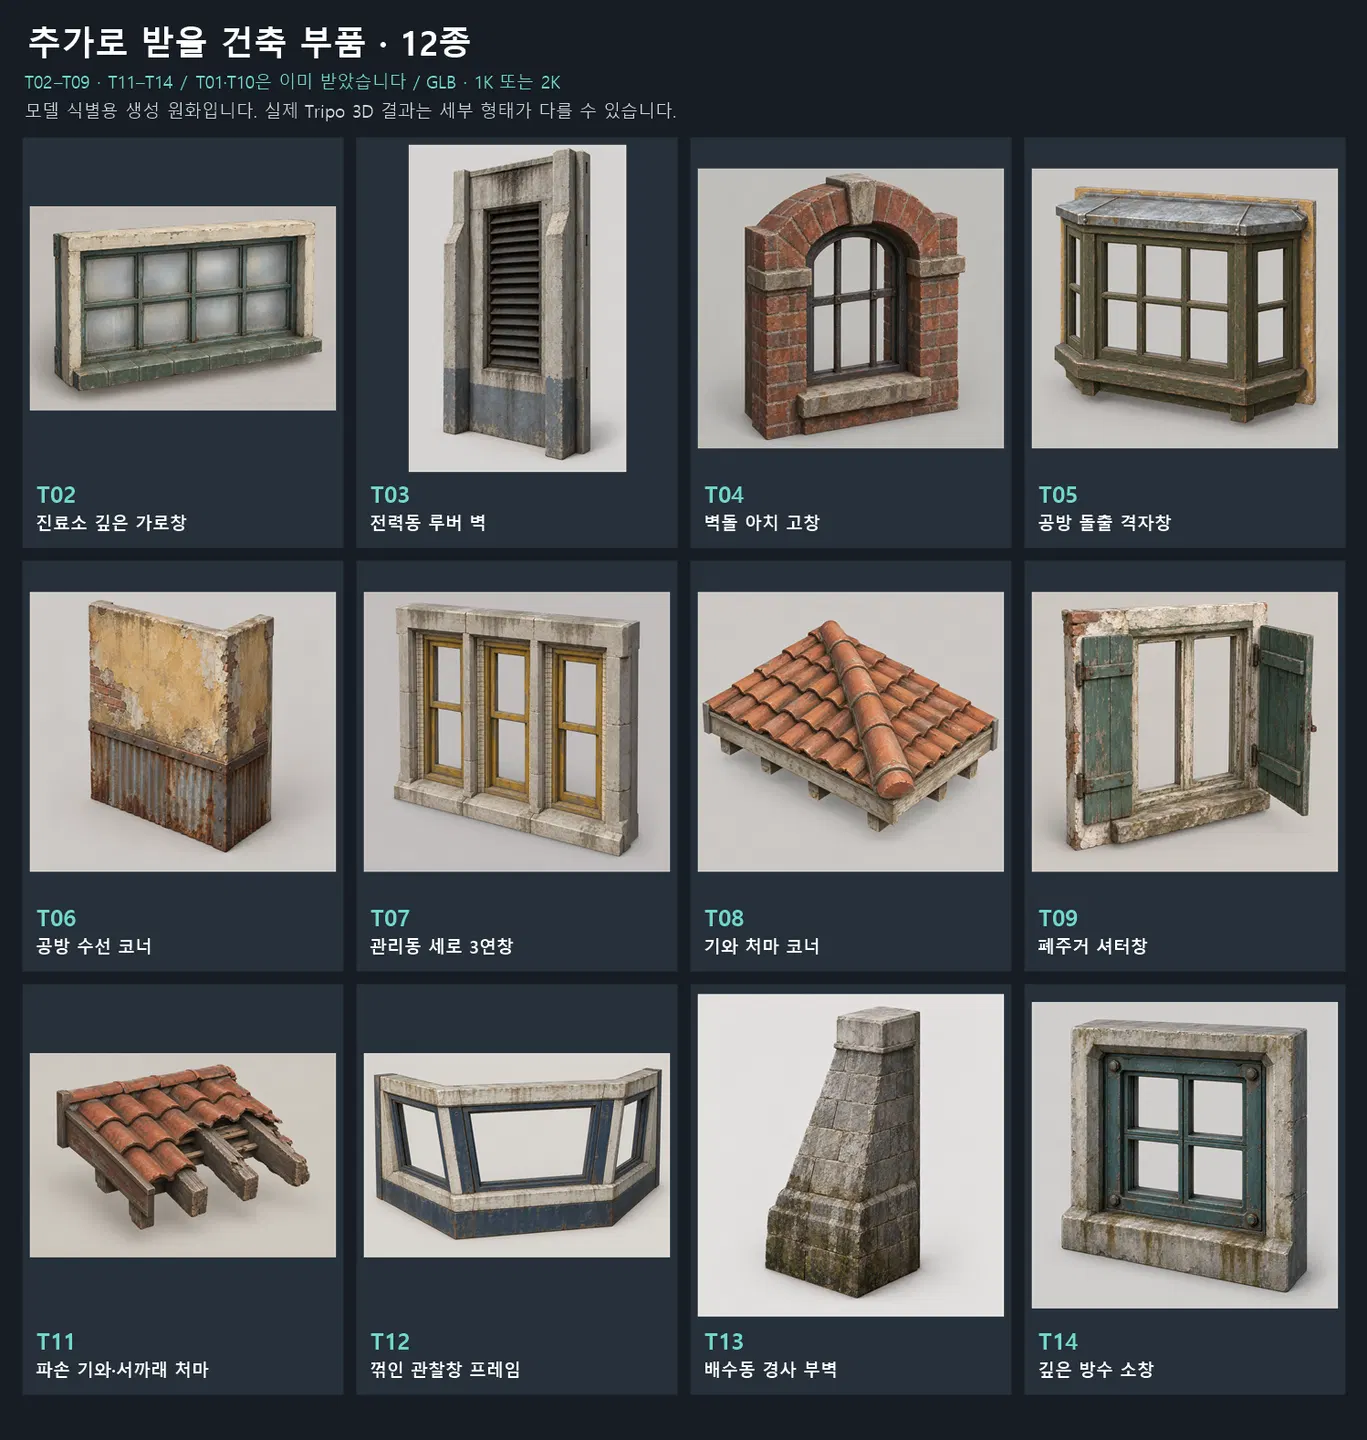 추가로 받을 건축 부품 · 12종
T02–T09 · T11–T14 / T01·T10은 이미 받았습니다 / GLB · 1K 또는 2K
모델 식별용 생성 원화입니다. 실제 Tripo 3D 결과는 세부 형태가 다를 수 있습니다.
T02
진료소 깊은 가로창
T03
전력동 루버 벽
T04
벽돌 아치 고창
T05
공방 돌출 격자창
T06
공방 수선 코너
T07
관리동 세로 3연창
T08
기와 처마 코너
T09
폐주거 셔터창
T11
파손 기와·서까래 처마
T12
꺾인 관찰창 프레임
T13
배수동 경사 부벽
T14
깊은 방수 소창